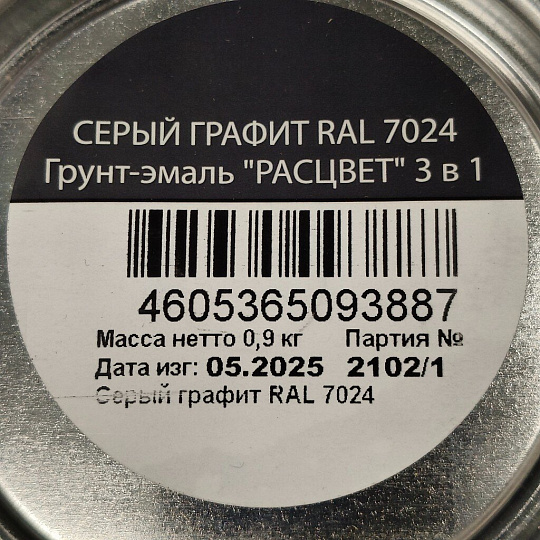 СЕРЫЙ ГРАФИТ RAL 7024
Грунт-эмаль "РАСЦВЕТ" 3 в 1
4605365093887
Масса нетто 0,9 кг Партия №
Дата изг: 05.2025 2102/1
Серый графит RAL 7024